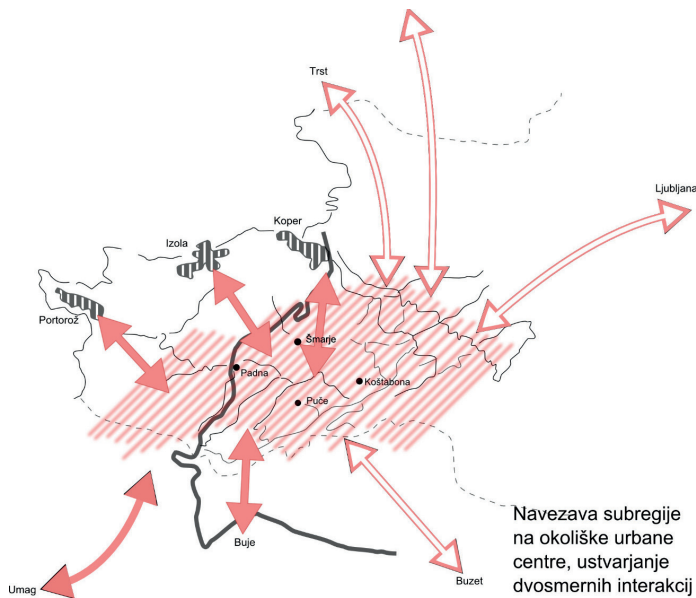 Trst
Ljubljana
Koper
Izola
Portorož
Šmarje
Padna
Koštabona
Puče
Buje
Umag
Buzet
Navezava subregije
na okoliške urbane
centre, ustvarjanje
dvosmernih interakcij